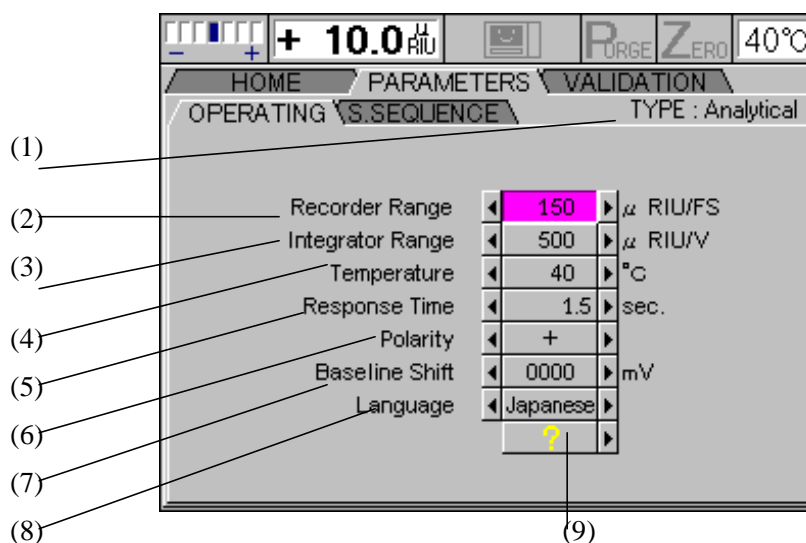 − + + 10.0 μ RIU PURGE ZERO 40°C
HOME PARAMETERS VALIDATION
OPERATING S.SEQUENCE TYPE : Analytical
(1)
(2) Recorder Range 150 μ RIU/FS
Integrator Range 500 μ RIU/V
(3) Temperature 40 °C
Response Time 1.5 sec.
(4) Polarity +
(5) Baseline Shift 0000 mV
(6) Language Japanese
?
(7)
(8) (9)